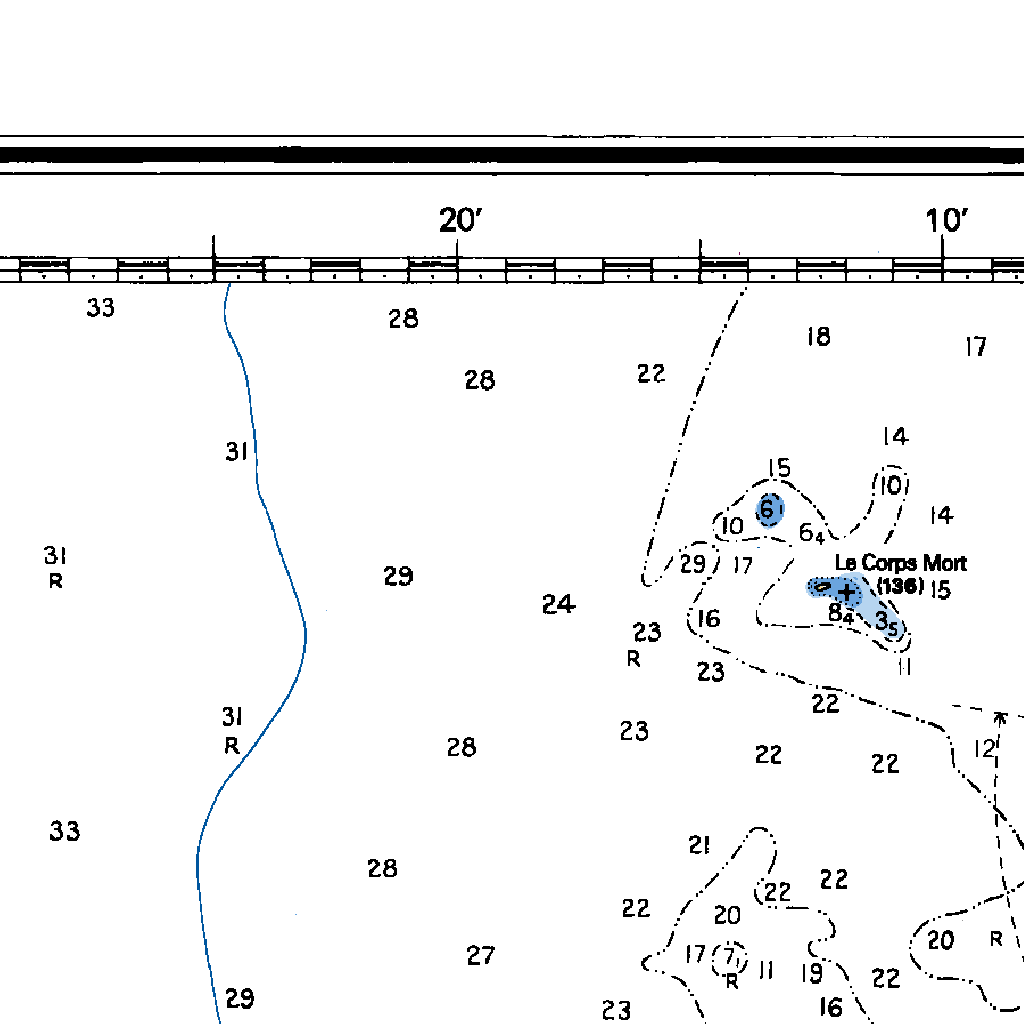 20′ 10′
33 28 18 17
28 22
31 14
15 10
6 10 6₄ 14
31 R 29 17 Le Corps Mort
(136) 15
29 24 16 8₄ 3₅
23 R 23 11
31 R 28 23 22 12
22 22
33 28 21 22 22
22 20 20 R
27 17 7₁ R 11 19 22
29 23 16